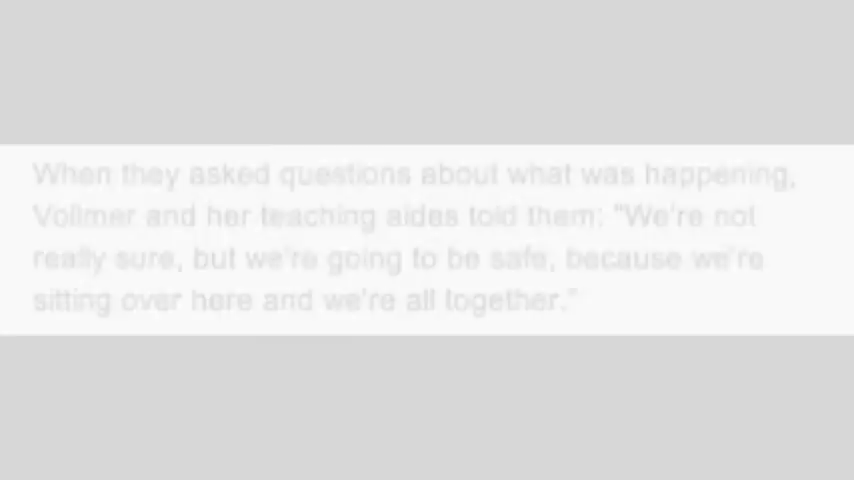 When they asked questions about what was happening,
Vollmer and her teaching aides told them: "We're not
really sure, but we're going to be safe, because we're
sitting over here and we're all together."